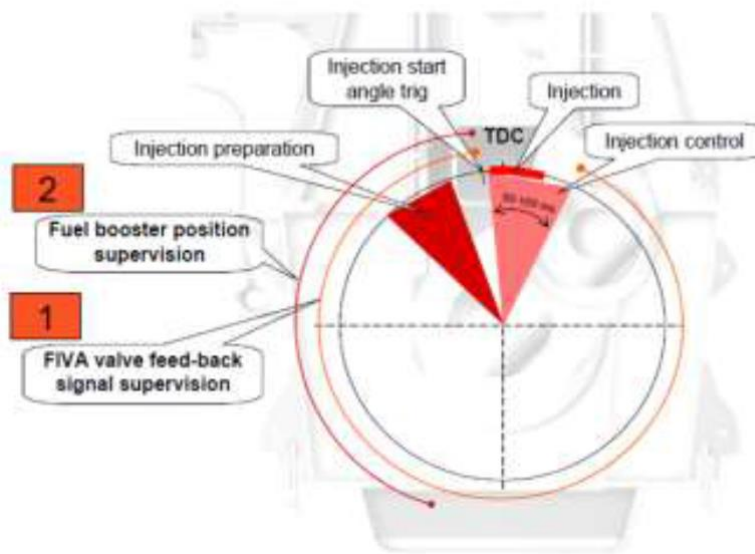 Injection start
angle trig
Injection
TDC
Injection preparation
Injection control
2
Fuel booster position
supervision
1
FIVA valve feed-back
signal supervision